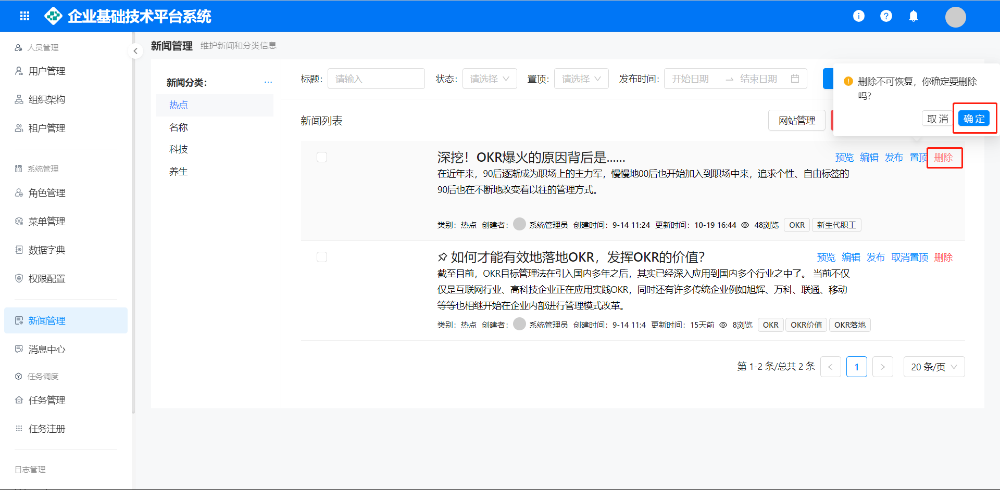 企业基础技术平台系统
人员管理
用户管理
组织架构
租户管理
系统管理
角色管理
菜单管理
数据字典
权限配置
新闻管理
消息中心
任务调度
任务管理
任务注册
日志管理
新闻管理 维护新闻和分类信息
新闻分类： ···
热点
名称
科技
养生
标题： 请输入 状态： 请选择 置顶： 请选择 发布时间： 开始日期 → 结束日期
删除不可恢复，你确定要删除
吗?
取 消 确 定
新闻列表 网站管理
深挖！OKR爆火的原因背后是......
预览 编辑 发布 置顶 删除
在近年来，90后逐渐成为职场上的主力军，慢慢地00后也开始加入到职场中来，追求个性、自由标签的
90后也在不断地改变着以往的管理方式。
类别：热点 创建者： 系统管理员 创建时间：9-14 11:24 更新时间：10-19 16:44 48浏览 OKR 新生代职工
如何才能有效地落地OKR，发挥OKR的价值？
预览 编辑 发布 取消置顶 删除
截至目前，OKR目标管理法在引入国内多年之后，其实已经深入应用到国内多个行业之中了。 当前不仅
仅是互联网行业、高科技企业正在应用实践OKR，同时还有许多传统企业例如旭辉、万科、联通、移动
等等也相继开始在企业内部进行管理模式改革。
类别：热点 创建者： 系统管理员 创建时间：9-14 11:4 更新时间：15天前 8浏览 OKR OKR价值 OKR落地
第 1-2 条/总共 2 条 < 1 > 20 条/页